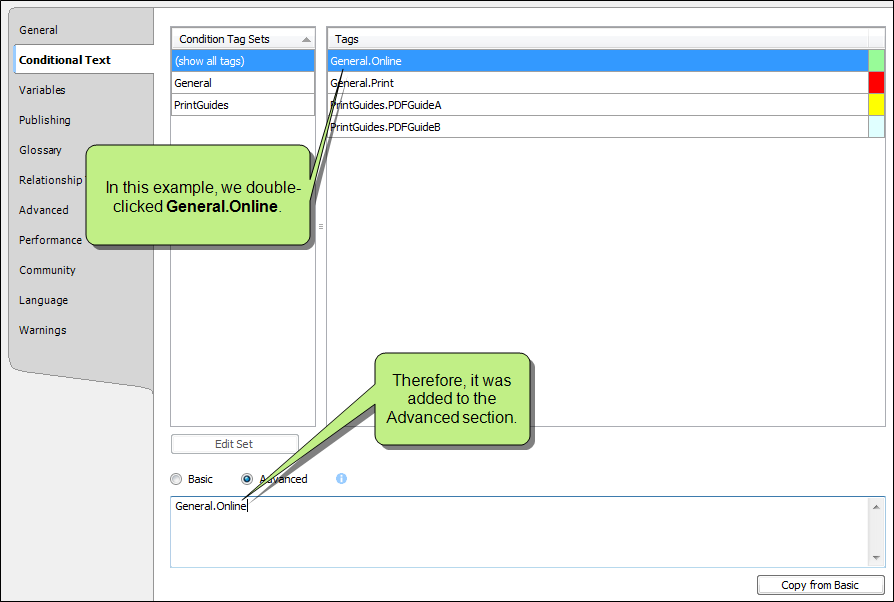 General
Conditional Text
Variables
Publishing
Glossary
Relationship
Advanced
Performance
Community
Language
Warnings
Condition Tag Sets
(show all tags)
General
PrintGuides
Tags
General.Online
General.Print
PrintGuides.PDFGuideA
PrintGuides.PDFGuideB
In this example, we double-
clicked General.Online.
Therefore, it was
added to the
Advanced section.
Edit Set
Basic
Advanced
General.Online
Copy from Basic